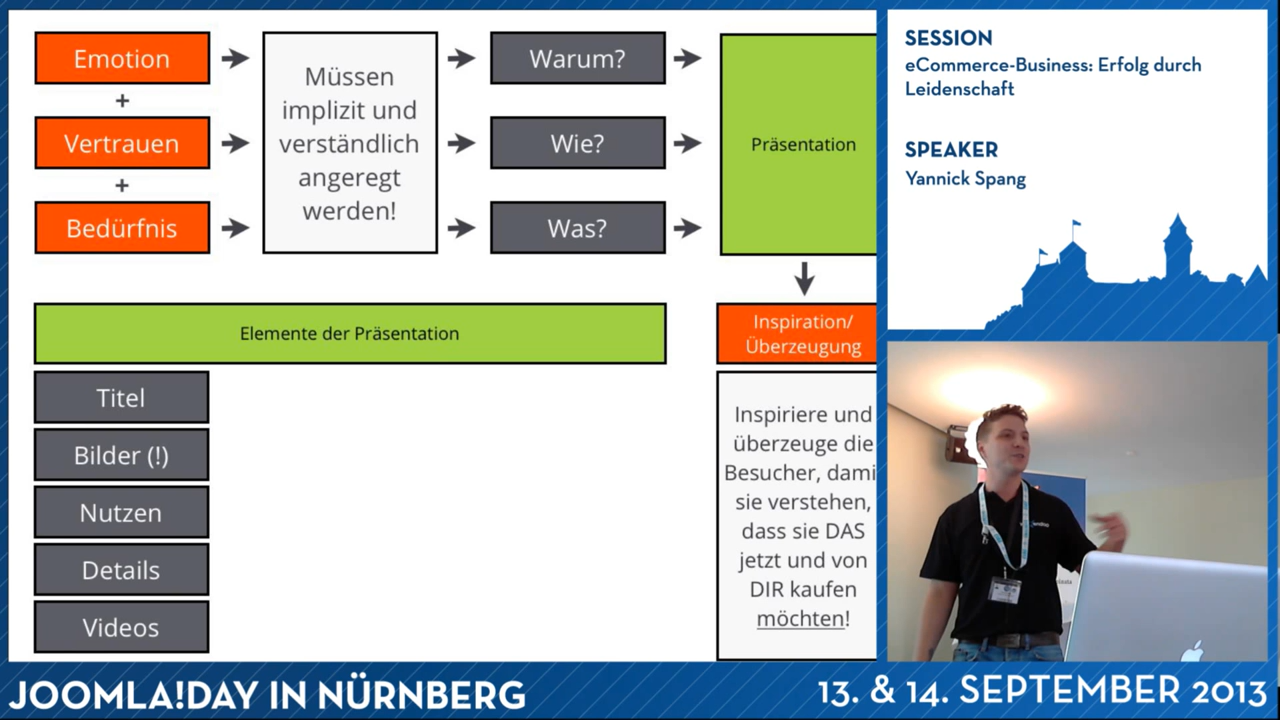 Emotion
+
Vertrauen
+
Bedürfnis
Müssen
implizit und
verständlich
angeregt
werden!
Warum?
Wie?
Was?
Präsentation
Elemente der Präsentation
Titel
Bilder (!)
Nutzen
Details
Videos
Inspiration/
Überzeugung
Inspiriere und
überzeuge die
Besucher, dami
sie verstehen,
dass sie DAS
jetzt und von
DIR kaufen
möchten!
SESSION
eCommerce-Business: Erfolg durch
Leidenschaft
SPEAKER
Yannick Spang
JOOMLA!DAY IN NÜRNBERG
13. & 14. SEPTEMBER 2013